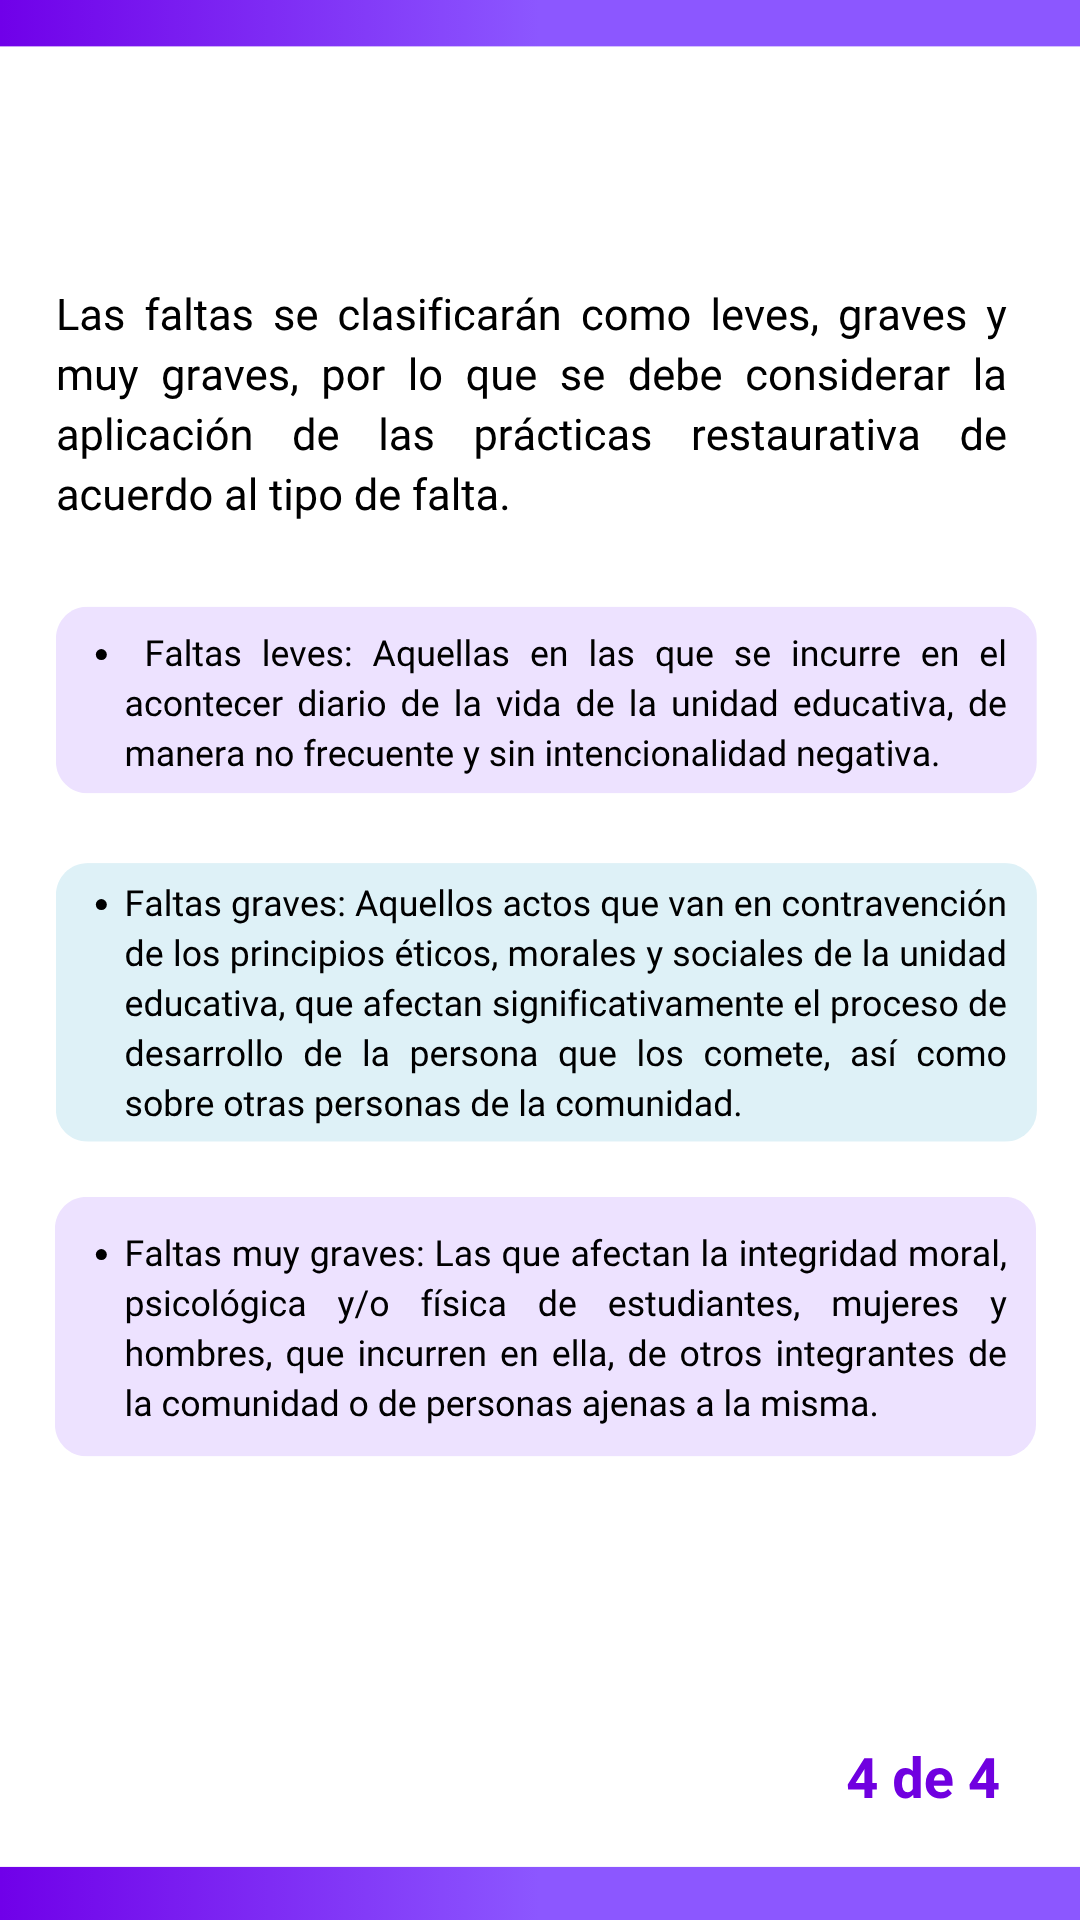 Las faltas se clasificarán como leves, graves y
muy graves, por lo que se debe considerar la
aplicación de las prácticas restaurativa de
acuerdo al tipo de falta.
• Faltas leves: Aquellas en las que se incurre en el
acontecer diario de la vida de la unidad educativa, de
manera no frecuente y sin intencionalidad negativa.
• Faltas graves: Aquellos actos que van en contravención
de los principios éticos, morales y sociales de la unidad
educativa, que afectan significativamente el proceso de
desarrollo de la persona que los comete, así como
sobre otras personas de la comunidad.
• Faltas muy graves: Las que afectan la integridad moral,
psicológica y/o física de estudiantes, mujeres y
hombres, que incurren en ella, de otros integrantes de
la comunidad o de personas ajenas a la misma.
4 de 4